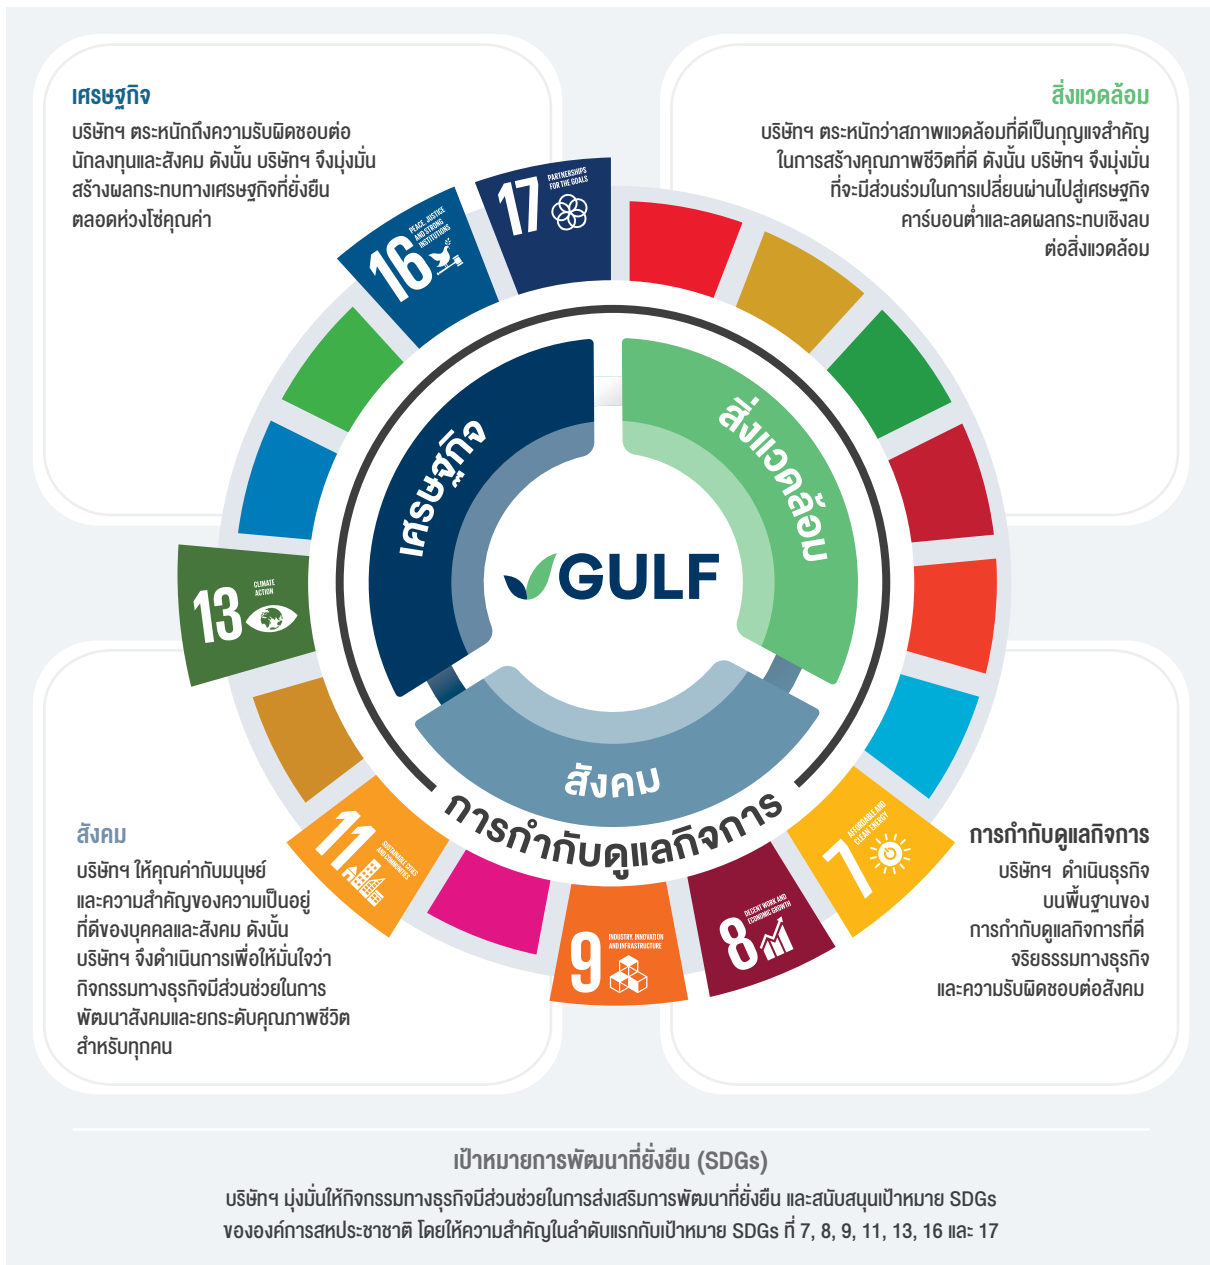 เศรษฐกิจ
บริษัทฯ ตระหนักถึงความรับผิดชอบต่อ
นักลงทุนและสังคม ดังนั้น บริษัทฯ จึงมุ่งมั่น
สร้างผลกระทบทางเศรษฐกิจที่ยั่งยืน
ตลอดห่วงโซ่คุณค่า
สิ่งแวดล้อม
บริษัทฯ ตระหนักว่าสภาพแวดล้อมที่ดีเป็นกุญแจสำคัญ
ในการสร้างคุณภาพชีวิตที่ดี ดังนั้น บริษัทฯ จึงมุ่งมั่น
ที่จะมีส่วนร่วมในการเปลี่ยนผ่านไปสู่เศรษฐกิจ
คาร์บอนต่ำและลดผลกระทบเชิงลบ
ต่อสิ่งแวดล้อม
17
PARTNERSHIPS
FOR THE GOALS
16
PEACE, JUSTICE
AND STRONG
INSTITUTIONS
เศรษฐกิจ
สิ่งแวดล้อม
GULF
13
CLIMATE
ACTION
สังคม
การกำกับดูแลกิจการ
11
SUSTAINABLE CITIES
AND COMMUNITIES
9
INDUSTRY, INNOVATION
AND INFRASTRUCTURE
8
DECENT WORK AND
ECONOMIC GROWTH
7
AFFORDABLE AND
CLEAN ENERGY
สังคม
บริษัทฯ ให้คุณค่ากับมนุษย์
และความสำคัญของความเป็นอยู่
ที่ดีของบุคคลและสังคม ดังนั้น
บริษัทฯ จึงดำเนินการเพื่อให้มั่นใจว่า
กิจกรรมทางธุรกิจมีส่วนช่วยในการ
พัฒนาสังคมและยกระดับคุณภาพชีวิต
สำหรับทุกคน
การกำกับดูแลกิจการ
บริษัทฯ ดำเนินธุรกิจ
บนพื้นฐานของ
การกำกับดูแลกิจการที่ดี
จริยธรรมทางธุรกิจ
และความรับผิดชอบต่อสังคม
เป้าหมายการพัฒนาที่ยั่งยืน (SDGs)
บริษัทฯ มุ่งมั่นให้กิจกรรมทางธุรกิจมีส่วนช่วยในการส่งเสริมการพัฒนาที่ยั่งยืน และสนับสนุนเป้าหมาย SDGs
ขององค์การสหประชาชาติ โดยให้ความสำคัญในลำดับแรกกับเป้าหมาย SDGs ที่ 7, 8, 9, 11, 13, 16 และ 17